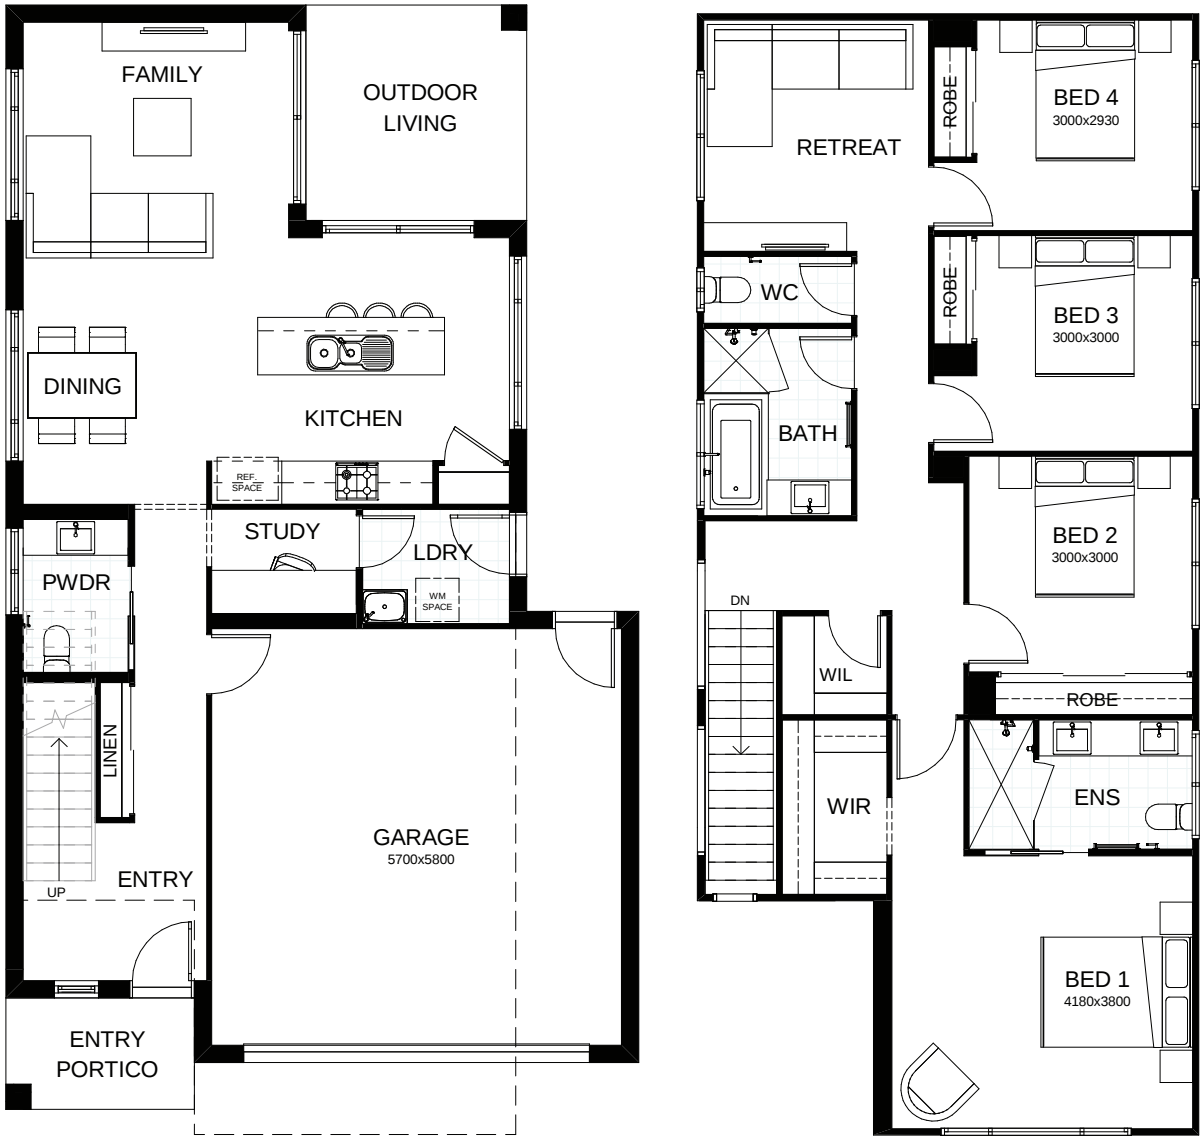 FAMILY
OUTDOOR
LIVING
DINING
KITCHEN
REF.
SPACE
STUDY
LDRY
WM
SPACE
PWDR
LINEN
UP
ENTRY
GARAGE
5700x5800
ENTRY
PORTICO
RETREAT
ROBE
BED 4
3000x2930
WC
ROBE
BED 3
3000x3000
BATH
BED 2
3000x3000
DN
WIL
ROBE
WIR
ENS
BED 1
4180x3800